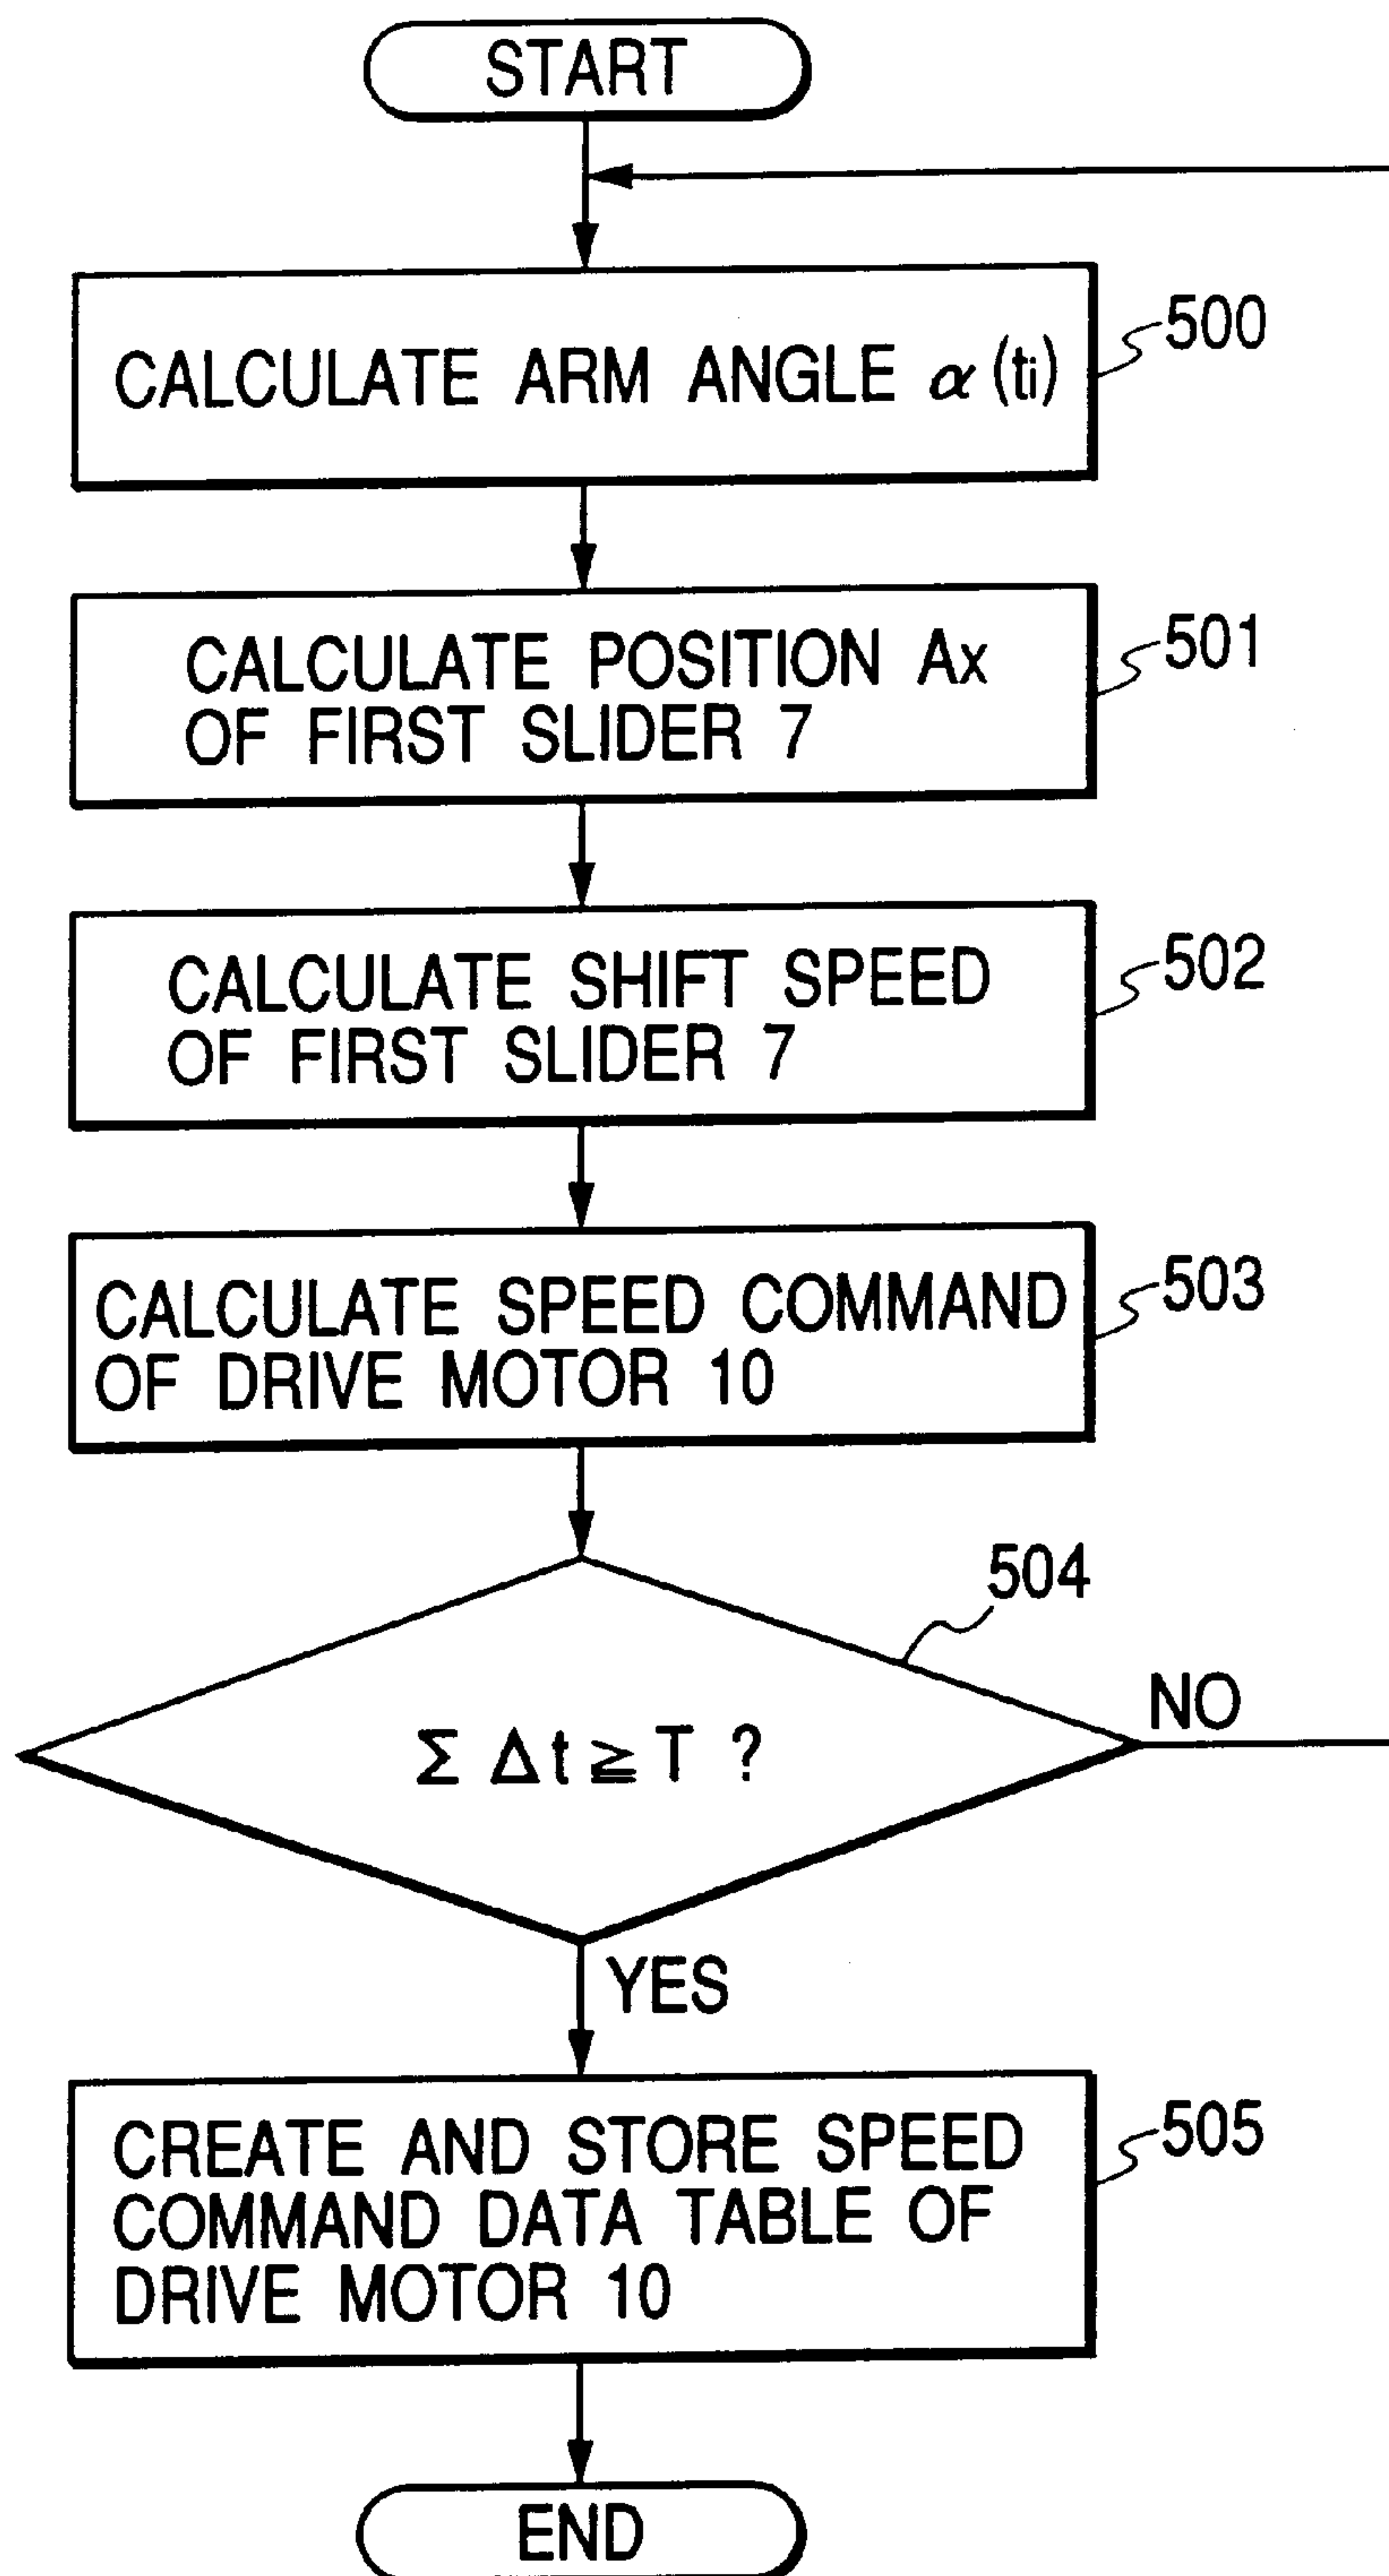 START
CALCULATE ARM ANGLE α (ti)
500
CALCULATE POSITION Ax
OF FIRST SLIDER 7
501
CALCULATE SHIFT SPEED
OF FIRST SLIDER 7
502
CALCULATE SPEED COMMAND
OF DRIVE MOTOR 10
503
504
Σ Δt ≧ T ?
NO
YES
CREATE AND STORE SPEED
COMMAND DATA TABLE OF
DRIVE MOTOR 10
505
END